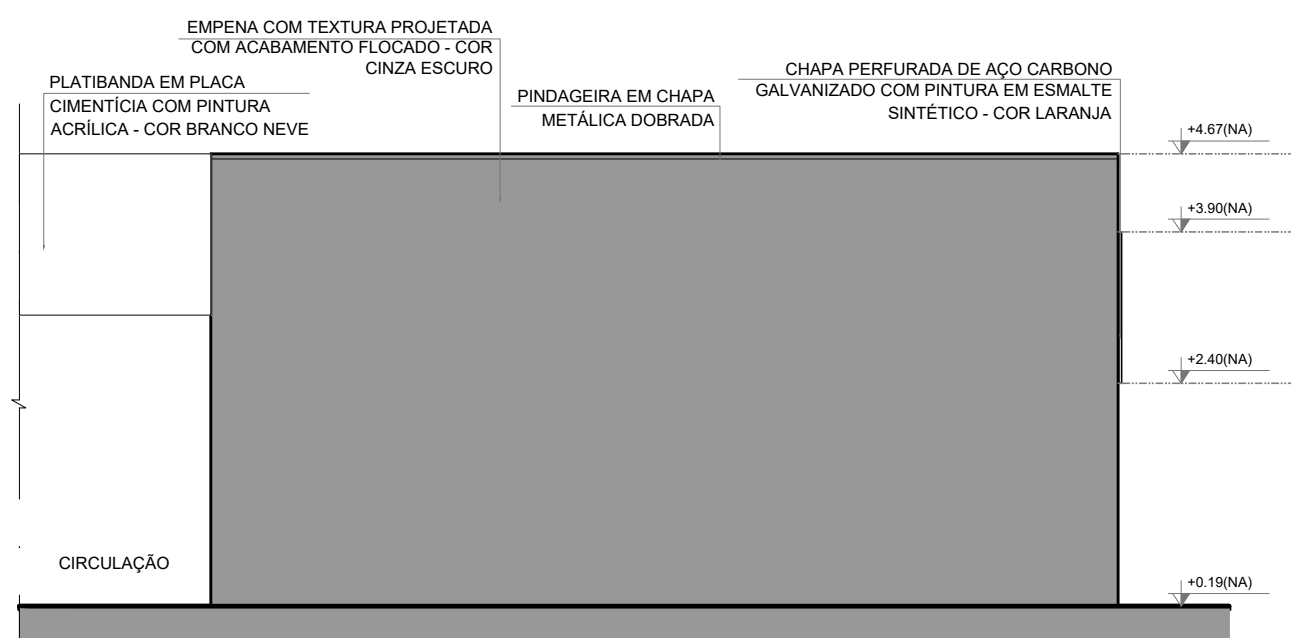 EMPENA COM TEXTURA PROJETADA
COM ACABAMENTO FLOCADO - COR
CINZA ESCURO
PLATIBANDA EM PLACA
CIMENTÍCIA COM PINTURA
ACRÍLICA - COR BRANCO NEVE
PINDAGEIRA EM CHAPA
METÁLICA DOBRADA
CHAPA PERFURADA DE AÇO CARBONO
GALVANIZADO COM PINTURA EM ESMALTE
SINTÉTICO - COR LARANJA
+4.67(NA)
+3.90(NA)
+2.40(NA)
CIRCULAÇÃO
+0.19(NA)